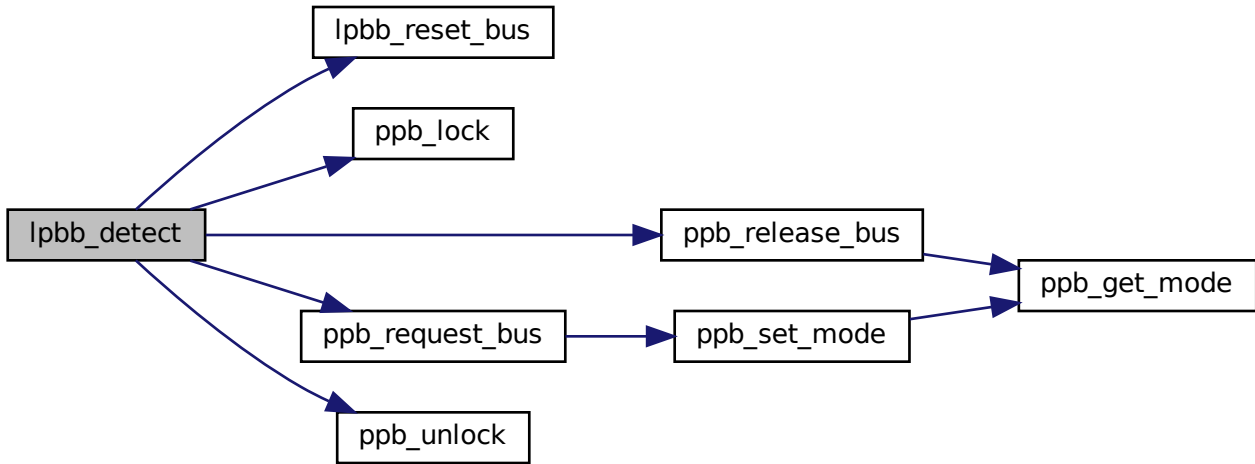 lpbb_reset_bus
ppb_lock
lpbb_detect
ppb_release_bus
ppb_get_mode
ppb_request_bus
ppb_set_mode
ppb_unlock